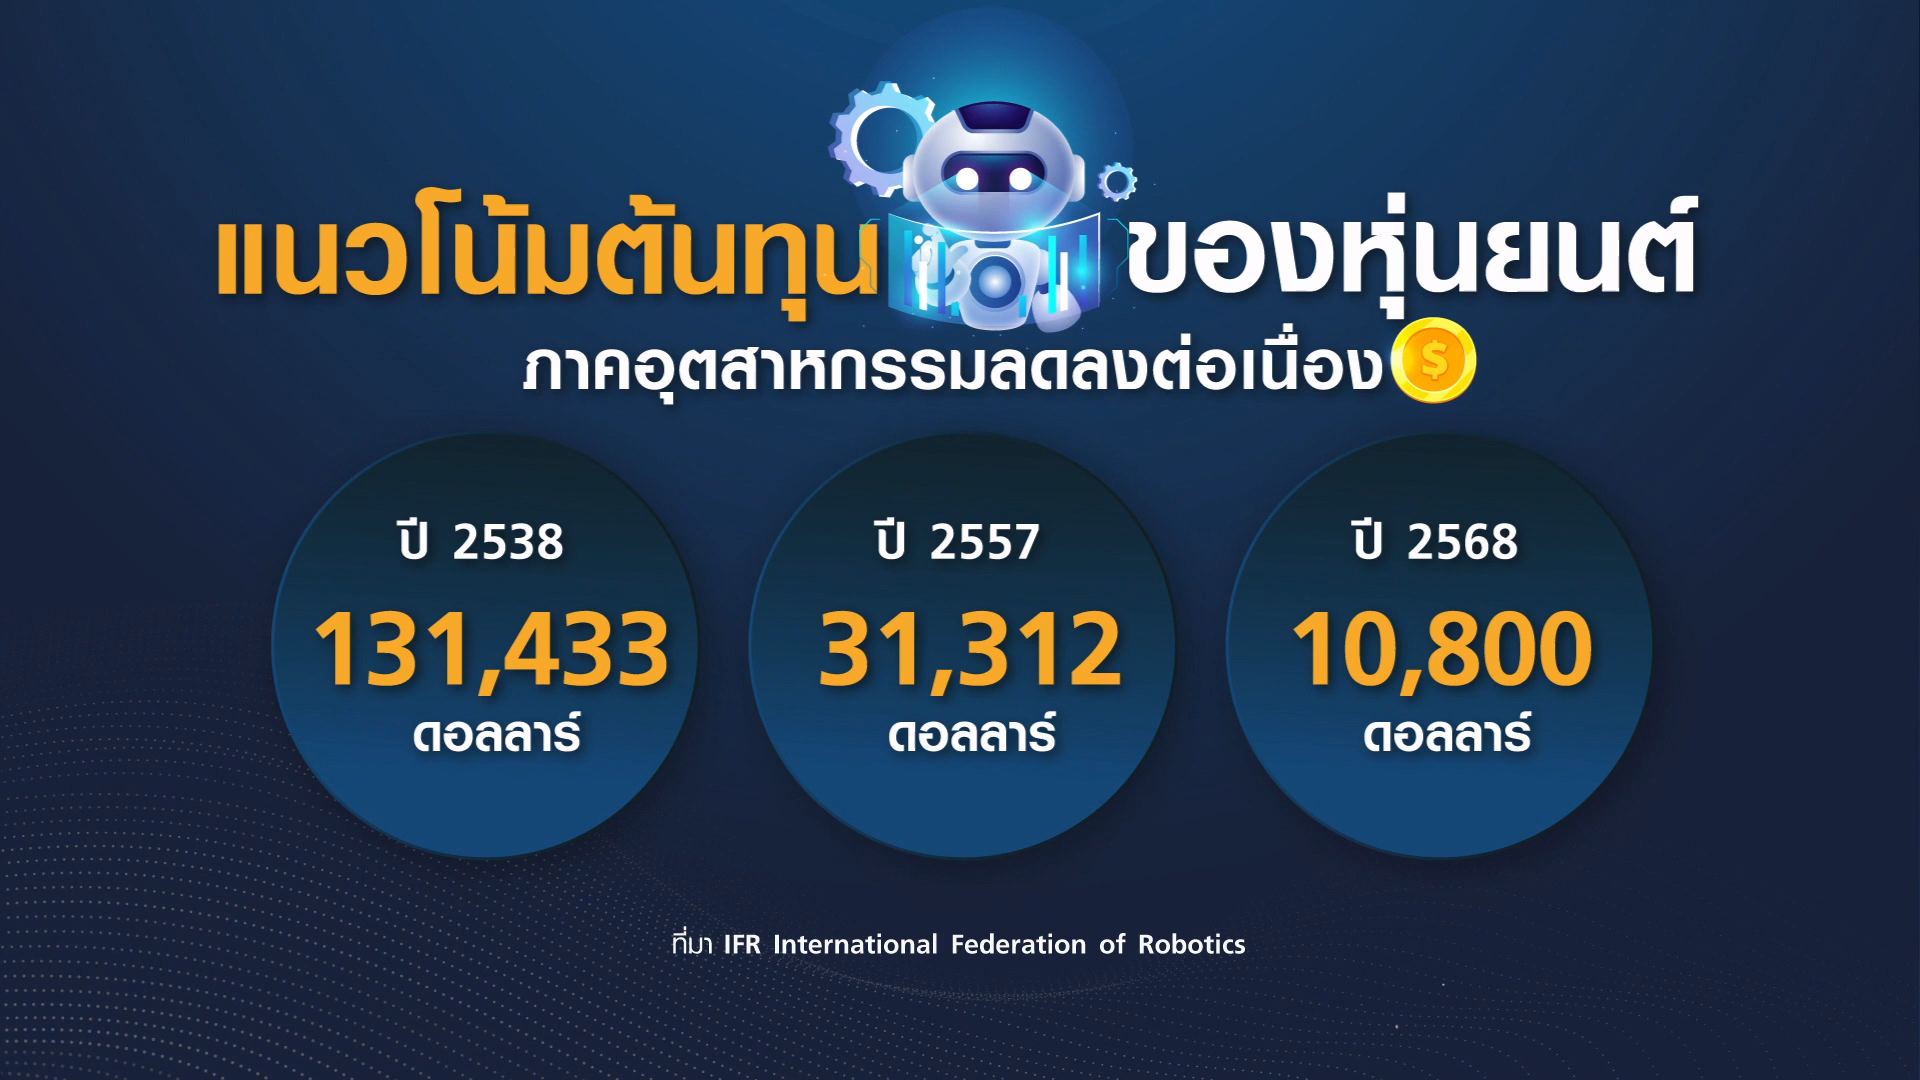 แนวโน้มต้นทุน ของหุ่นยนต์
ภาคอุตสาหกรรมลดลงต่อเนื่อง $
ปี 2538
131,433
ดอลลาร์
ปี 2557
31,312
ดอลลาร์
ปี 2568
10,800
ดอลลาร์
ที่มา IFR International Federation of Robotics